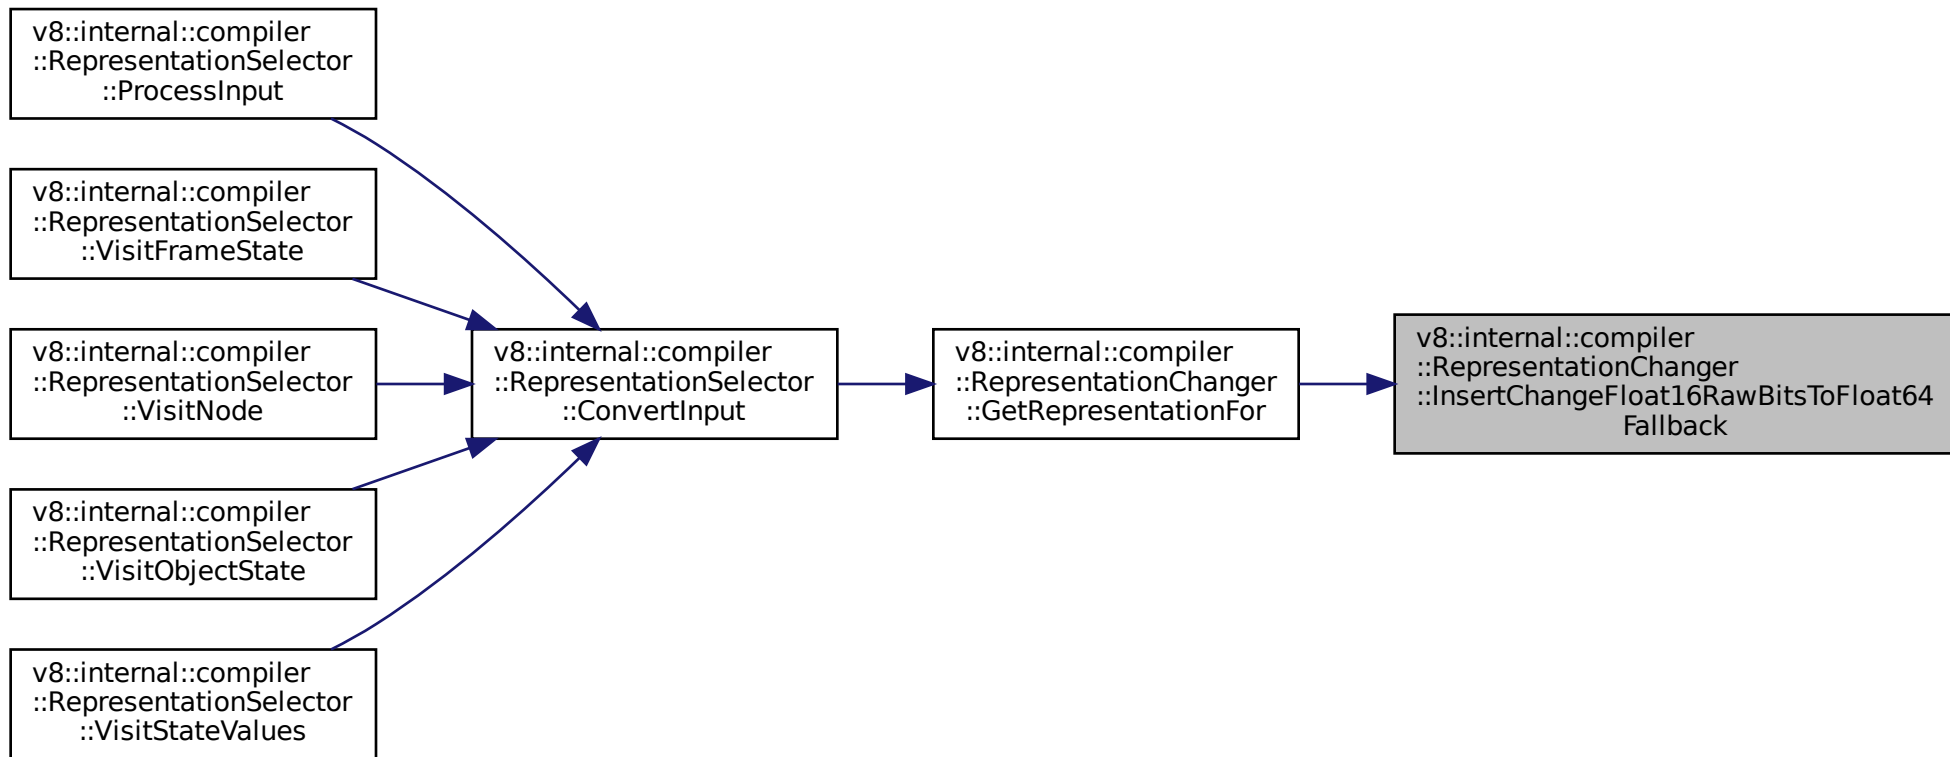 v8::internal::compiler
::RepresentationSelector
::ProcessInput
v8::internal::compiler
::RepresentationSelector
::VisitFrameState
v8::internal::compiler
::RepresentationSelector
::VisitNode
v8::internal::compiler
::RepresentationSelector
::VisitObjectState
v8::internal::compiler
::RepresentationSelector
::VisitStateValues
v8::internal::compiler
::RepresentationSelector
::ConvertInput
v8::internal::compiler
::RepresentationChanger
::GetRepresentationFor
v8::internal::compiler
::RepresentationChanger
::InsertChangeFloat16RawBitsToFloat64
Fallback